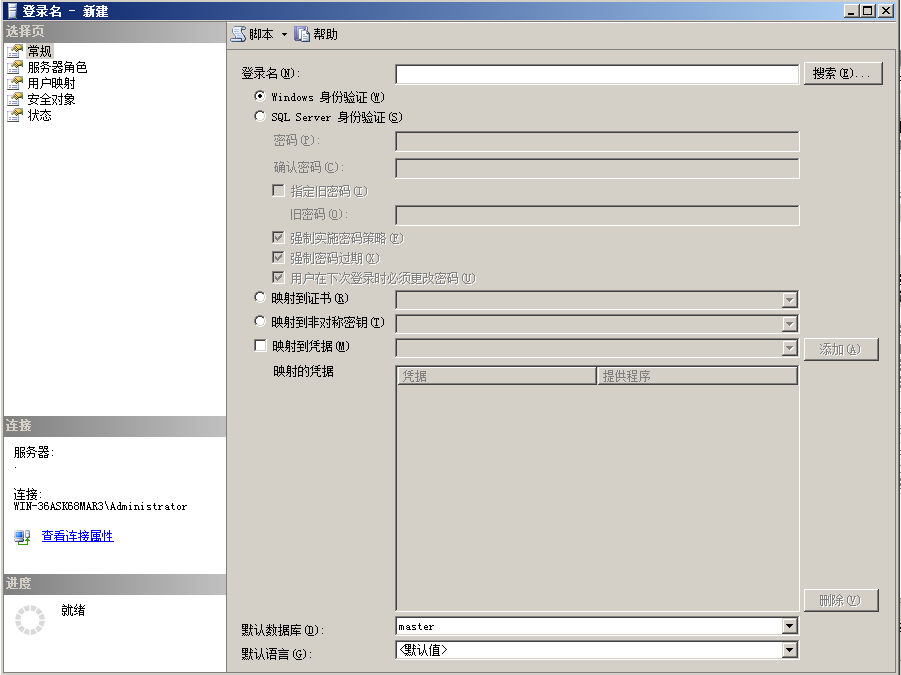 登录名 - 新建
选择页
常规
服务器角色
用户映射
安全对象
状态
脚本
帮助
登录名(N):
搜索(E)...
Windows 身份验证(W)
SQL Server 身份验证(S)
密码(P):
确认密码(C):
指定旧密码(I)
旧密码(O):
强制实施密码策略(F)
强制密码过期(X)
用户在下次登录时必须更改密码(U)
映射到证书(R)
映射到非对称密钥(T)
映射到凭据(M)
添加(A)
映射的凭据
凭据
提供程序
删除(V)
默认数据库(D):
master
默认语言(G):
<默认值>
连接
服务器:
.
连接:
WIN-36ASK68MAR3\Administrator
查看连接属性
进度
就绪